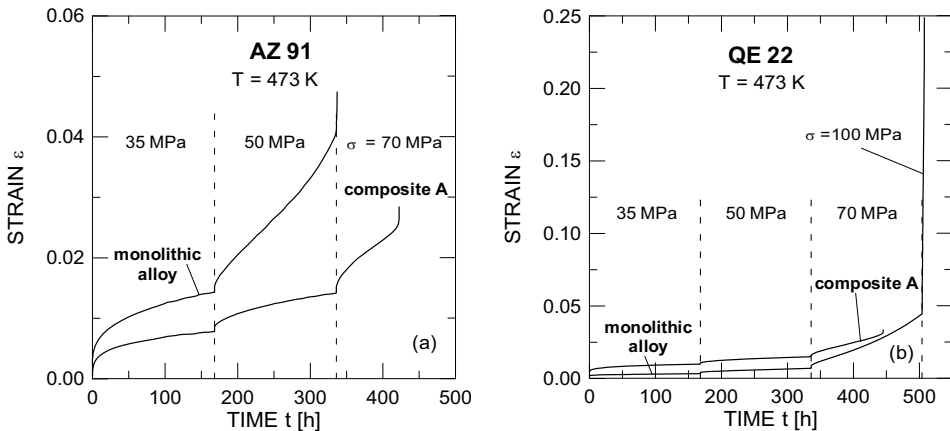 0.06
0.04
0.02
0.00
STRAIN ε
AZ 91
T = 473 K
35 MPa
50 MPa
σ = 70 MPa
composite A
monolithic
alloy
(a)
0 100 200 300 400 500
TIME t [h]
0.25
0.20
0.15
0.10
0.05
0.00
STRAIN ε
QE 22
T = 473 K
σ =100 MPa
35 MPa
50 MPa
70 MPa
composite A
monolithic
alloy
(b)
0 100 200 300 400 500
TIME t [h]